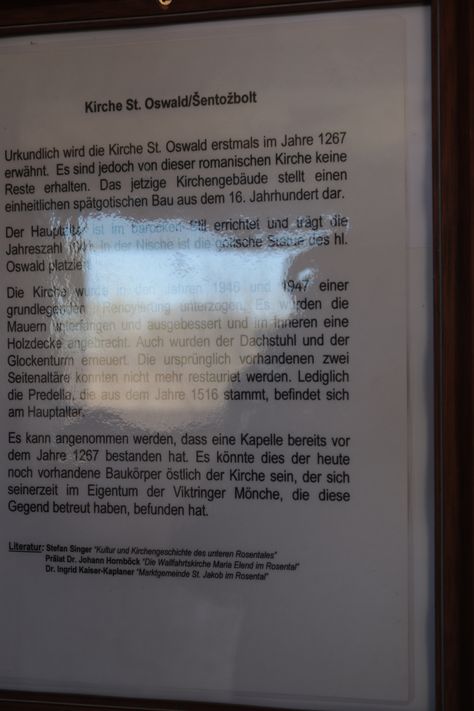 Kirche St. Oswald/Šentožbolt
Urkundlich wird die Kirche St. Oswald erstmals im Jahre 1267
erwähnt. Es sind jedoch von dieser romanischen Kirche keine
Reste erhalten. Das jetzige Kirchengebäude stellt einen
einheitlichen spätgotischen Bau aus dem 16. Jahrhundert dar.
Der Hauptaltar ist im barocken Stil errichtet und trägt die
Jahreszahl in der Nische ist die gotische Statue des hl.
Oswald platziert.
Die Kirche wurde in den Jahren 1946 und 1947 einer
grundlegenden Renovierung unterzogen. Es wurden die
Mauern unterfangen und ausgebessert und im Inneren eine
Holzdecke angebracht. Auch wurden der Dachstuhl und der
Glockenturm erneuert. Die ursprünglich vorhandenen zwei
Seitenaltäre konnten nicht mehr restauriet werden. Lediglich
die Predella, die aus dem Jahre 1516 stammt, befindet sich
am Hauptaltar.
Es kann angenommen werden, dass eine Kapelle bereits vor
dem Jahre 1267 bestanden hat. Es könnte dies der heute
noch vorhandene Baukörper östlich der Kirche sein, der sich
seinerzeit im Eigentum der Viktringer Mönche, die diese
Gegend betreut haben, befunden hat.
Literatur: Stefan Singer "Kultur und Kirchengeschichte des unteren Rosentales"
Prälat Dr. Johann Hornböck "Die Wallfahrtskirche Maria Elend im Rosental"
Dr. Ingrid Kaiser-Kaplaner "Marktgemeinde St. Jakob im Rosental"